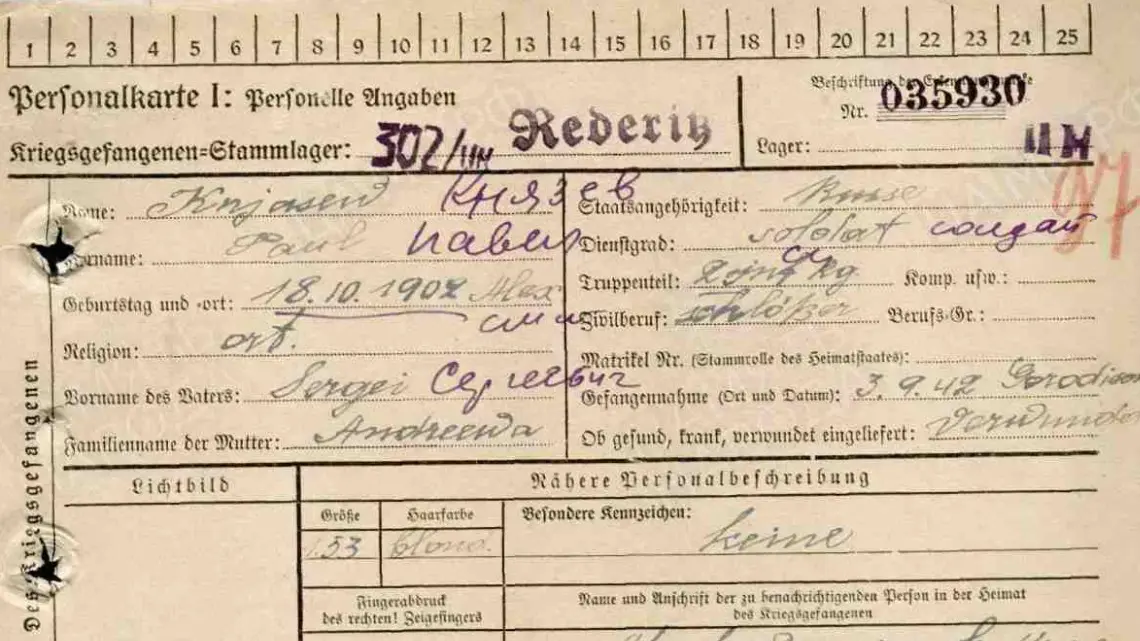 1 2 3 4 5 6 7 8 9 10 11 12 13 14 15 16 17 18 19 20 21 22 23 24 25
Personalkarte I: Personelle Angaben
Kriegsgefangenen=Stammlager: 302/IIH Rederitz
Beschriftung der
Nr. 035930
Lager: II H
97
Name: Knjasew Князев
Vorname: Paul Павел
Geburtstag und -ort: 18.10.1902
Religion: ort.
Vorname des Vaters: Sergei Сергеевич
Familienname der Mutter: Andreewa
Staatsangehörigkeit: Russe
Dienstgrad: soldat солдат
Truppenteil: Komp. usw.:
Zivilberuf: schloßer Berufs-Gr.:
Matrikel Nr. (Stammrolle des Heimatstaates):
Gefangennahme (Ort und Datum): 3.9.42
Ob gesund, krank, verwundet eingeliefert:
Des Kriegsgefangenen
Lichtbild
Nähere Personalbeschreibung
Größe Haarfarbe Besondere Kennzeichen:
1.53 blond. keine
Fingerabdruck
des rechten! Zeigefingers
Name und Anschrift der zu benachrichtigenden Person in der Heimat
des Kriegsgefangenen